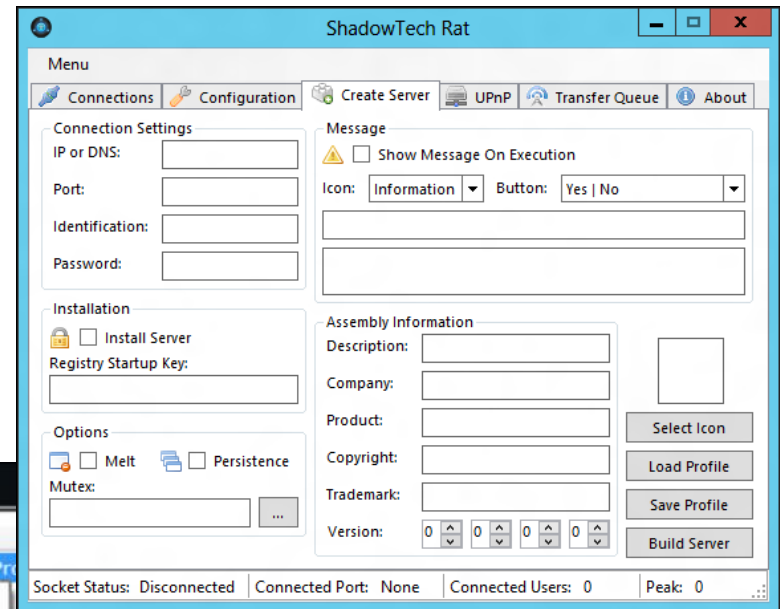 ShadowTech Rat
Menu
Connections Configuration Create Server UPnP Transfer Queue About
Connection Settings
IP or DNS:
Port:
Identification:
Password:
Message
Show Message On Execution
Icon: Information Button: Yes | No
Installation
Install Server
Registry Startup Key:
Options
Melt Persistence
Mutex:
...
Assembly Information
Description:
Company:
Product:
Copyright:
Trademark:
Version: 0 0 0 0
Select Icon
Load Profile
Save Profile
Build Server
Socket Status: Disconnected Connected Port: None Connected Users: 0 Peak: 0